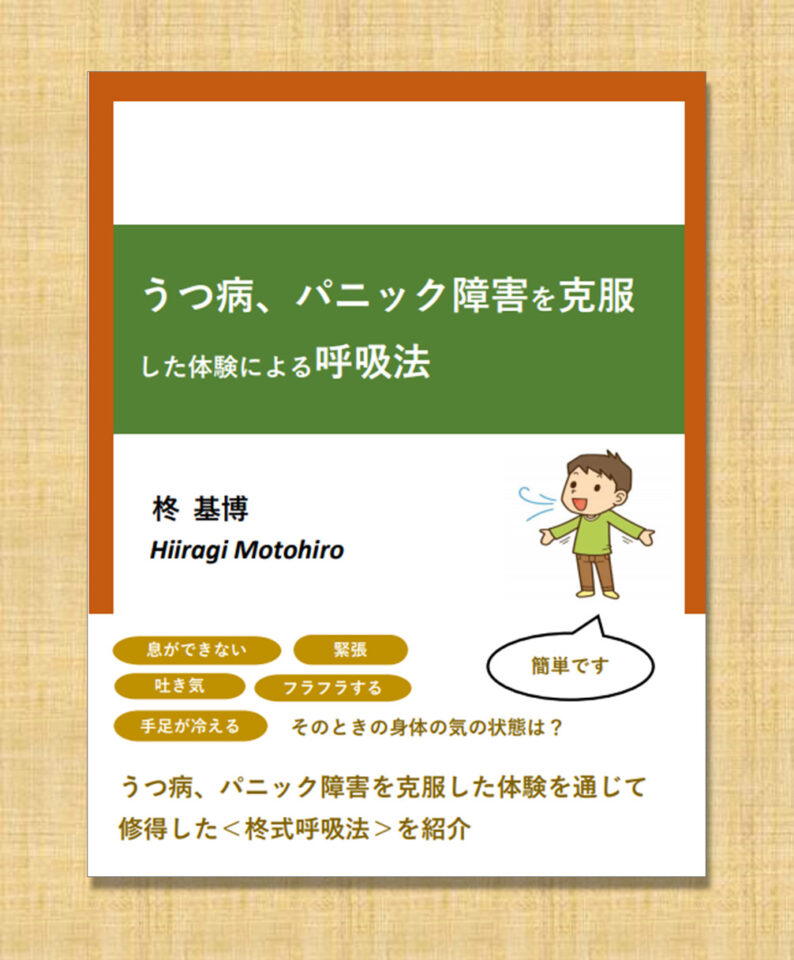 うつ病、パニック障害を克服
した体験による呼吸法
柊 基博
Hiiragi Motohiro
息ができない
緊張
吐き気
フラフラする
手足が冷える
そのときの身体の気の状態は？
簡単です
うつ病、パニック障害を克服した体験を通じて
修得した＜柊式呼吸法＞を紹介